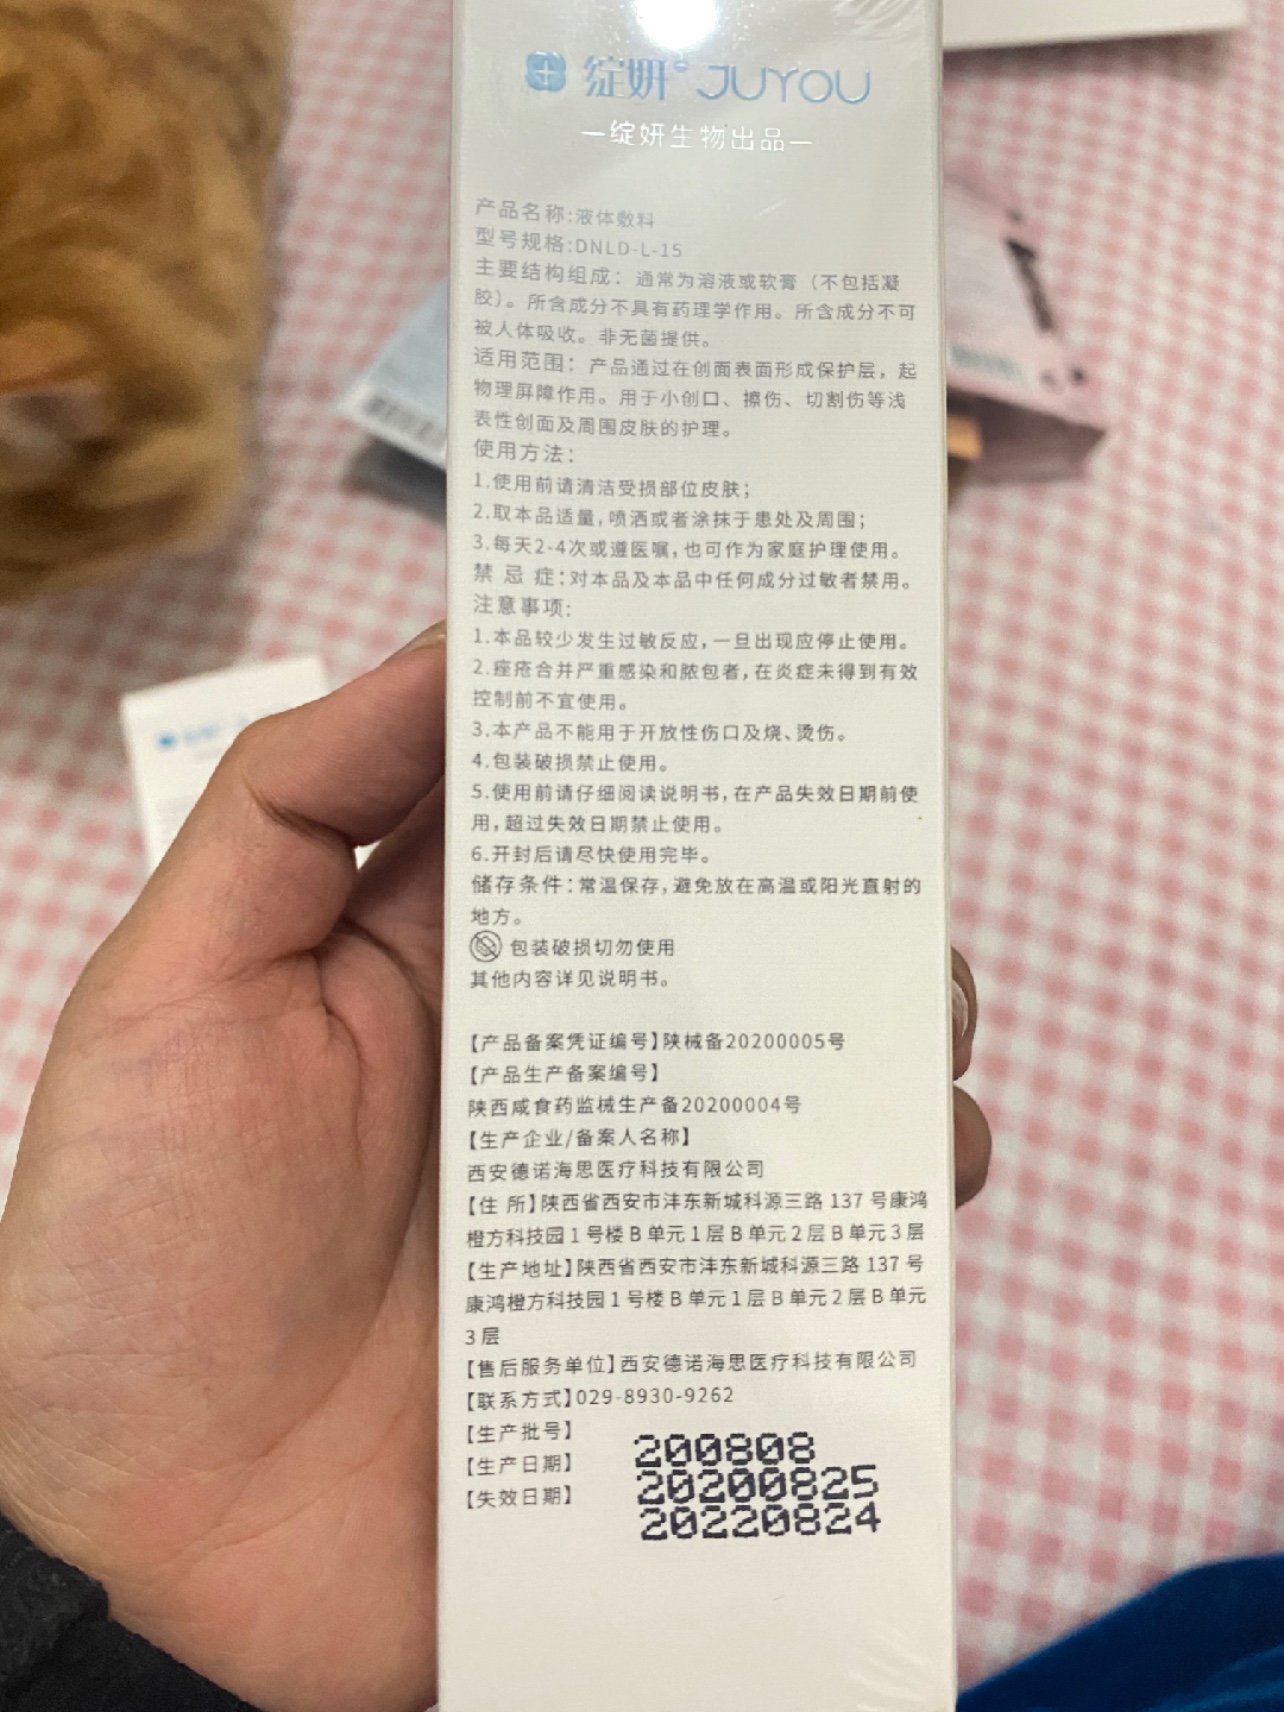 绽妍® JUYOU
—绽妍生物出品—
产品名称:液体敷料
型号规格:DNLD-L-15
主要结构组成：通常为溶液或软膏（不包括凝
胶）。所含成分不具有药理学作用。所含成分不可
被人体吸收。非无菌提供。
适用范围：产品通过在创面表面形成保护层，起
物理屏障作用。用于小创口、擦伤、切割伤等浅
表性创面及周围皮肤的护理。
使用方法：
1.使用前请清洁受损部位皮肤；
2.取本品适量，喷洒或者涂抹于患处及周围；
3.每天2-4次或遵医嘱，也可作为家庭护理使用。
禁 忌 症：对本品及本品中任何成分过敏者禁用。
注意事项：
1.本品较少发生过敏反应，一旦出现应停止使用。
2.痤疮合并严重感染和脓包者，在炎症未得到有效
控制前不宜使用。
3.本产品不能用于开放性伤口及烧、烫伤。
4.包装破损禁止使用。
5.使用前请仔细阅读说明书，在产品失效日期前使
用，超过失效日期禁止使用。
6.开封后请尽快使用完毕。
储存条件：常温保存，避免放在高温或阳光直射的
地方。
包装破损切勿使用
其他内容详见说明书。
【产品备案凭证编号】陕械备20200005号
【产品生产备案编号】
陕西咸食药监械生产备20200004号
【生产企业/备案人名称】
西安德诺海思医疗科技有限公司
【住 所】陕西省西安市沣东新城科源三路 137 号康鸿
橙方科技园 1 号楼 B 单元 1 层 B 单元 2 层 B 单元 3 层
【生产地址】陕西省西安市沣东新城科源三路 137 号
康鸿橙方科技园 1 号楼 B 单元 1 层 B 单元 2 层 B 单元
3 层
【售后服务单位】西安德诺海思医疗科技有限公司
【联系方式】029-8930-9262
【生产批号】 200808
【生产日期】 20200825
【失效日期】 20220824